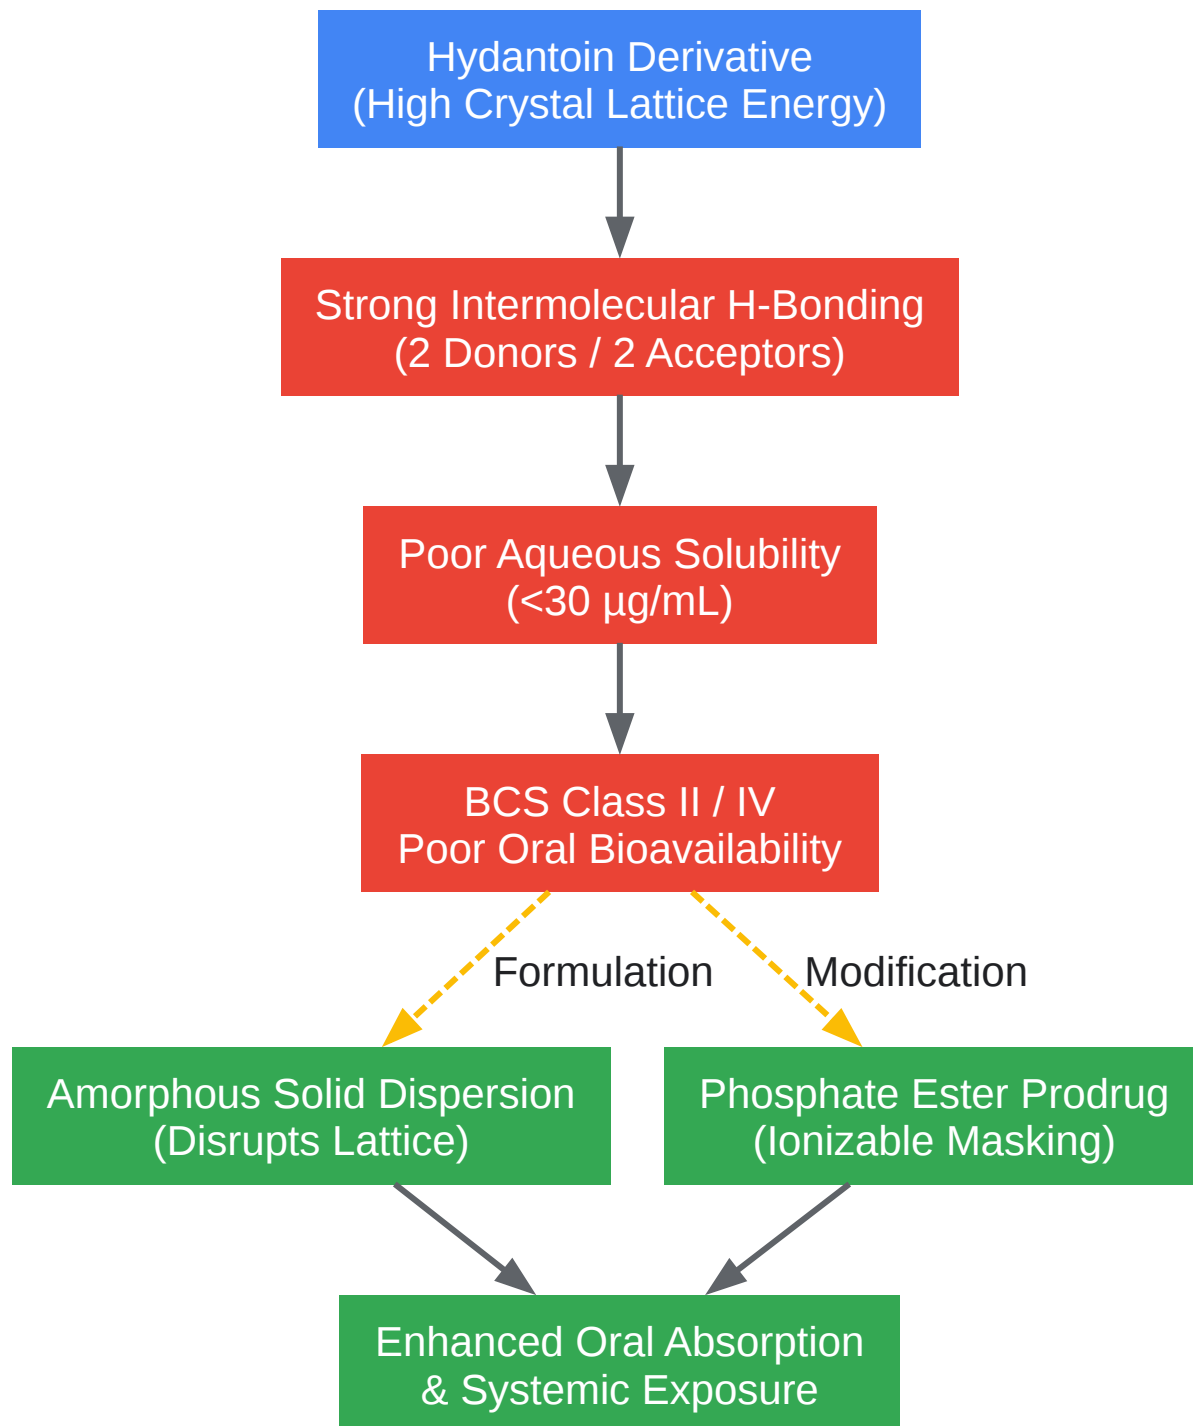 Hydantoin Derivative
(High Crystal Lattice Energy)
Strong Intermolecular H-Bonding
(2 Donors / 2 Acceptors)
Poor Aqueous Solubility
(<30 µg/mL)
BCS Class II / IV
Poor Oral Bioavailability
Formulation
Modification
Amorphous Solid Dispersion
(Disrupts Lattice)
Phosphate Ester Prodrug
(Ionizable Masking)
Enhanced Oral Absorption
& Systemic Exposure